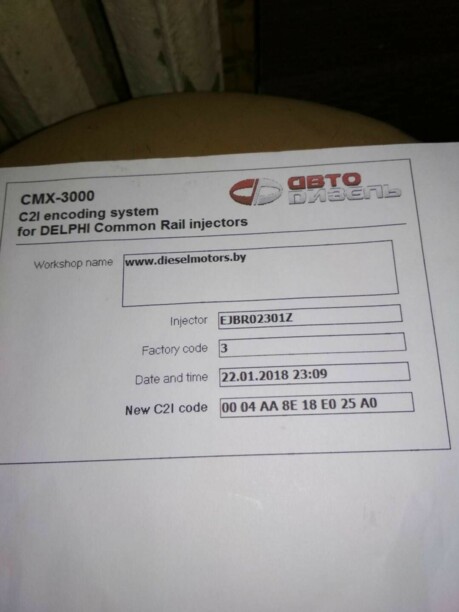 CMX-3000
C2I encoding system
for DELPHI Common Rail injectors
АВТО
ДИЗЕЛЬ
Workshop name www.dieselmotors.by
Injector EJBR02301Z
Factory code 3
Date and time 22.01.2018 23:09
New C2I code 00 04 AA 8E 18 E0 25 A0